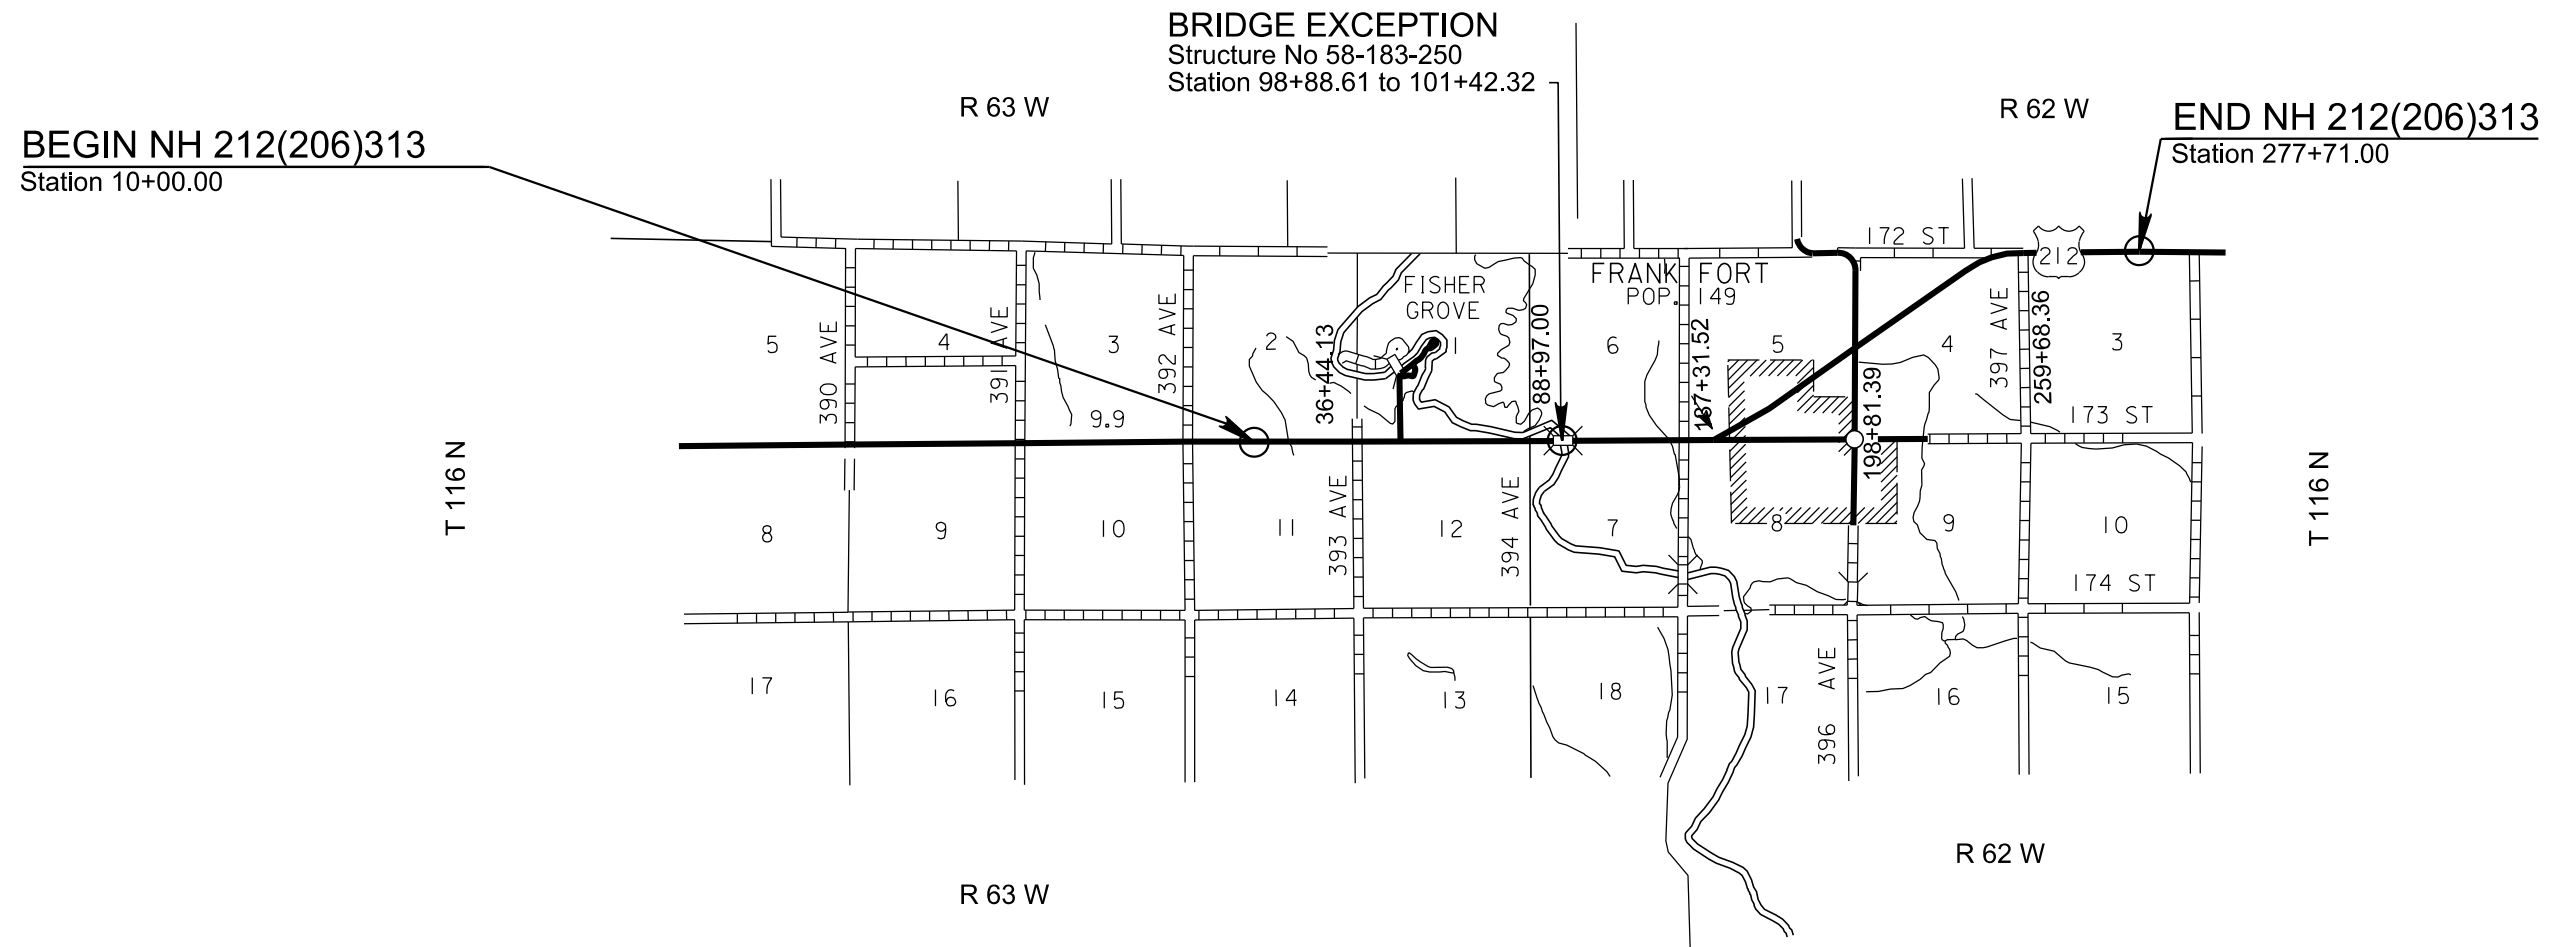 BRIDGE EXCEPTION
Structure No 58-183-250
Station 98+88.61 to 101+42.32
R 63 W
R 62 W
BEGIN NH 212(206)313
Station 10+00.00
END NH 212(206)313
Station 277+71.00
172 ST
212
FRANK FORT
POP. 149
FISHER
GROVE
5
4
3
2
1
6
5
4
3
390 AVE
391 AVE
392 AVE
36+44.13
88+97.00
187+31.52
198+81.39
397 AVE
259+68.36
9.9
173 ST
T 116 N
T 116 N
8
9
10
11
393 AVE
12
394 AVE
7
8
9
10
174 ST
17
16
15
14
13
18
17
396 AVE
16
15
R 63 W
R 62 W